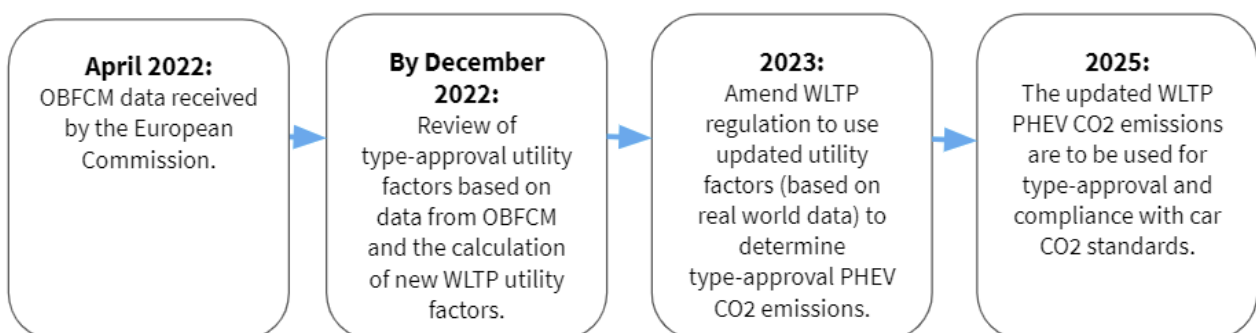 April 2022:
OBFCM data received
by the European
Commission.
By December
2022:
Review of
type-approval utility
factors based on
data from OBFCM
and the calculation
of new WLTP utility
factors.
2023:
Amend WLTP
regulation to use
updated utility
factors (based on
real world data) to
determine
type-approval PHEV
CO2 emissions.
2025:
The updated WLTP
PHEV CO2 emissions
are to be used for
type-approval and
compliance with car
CO2 standards.